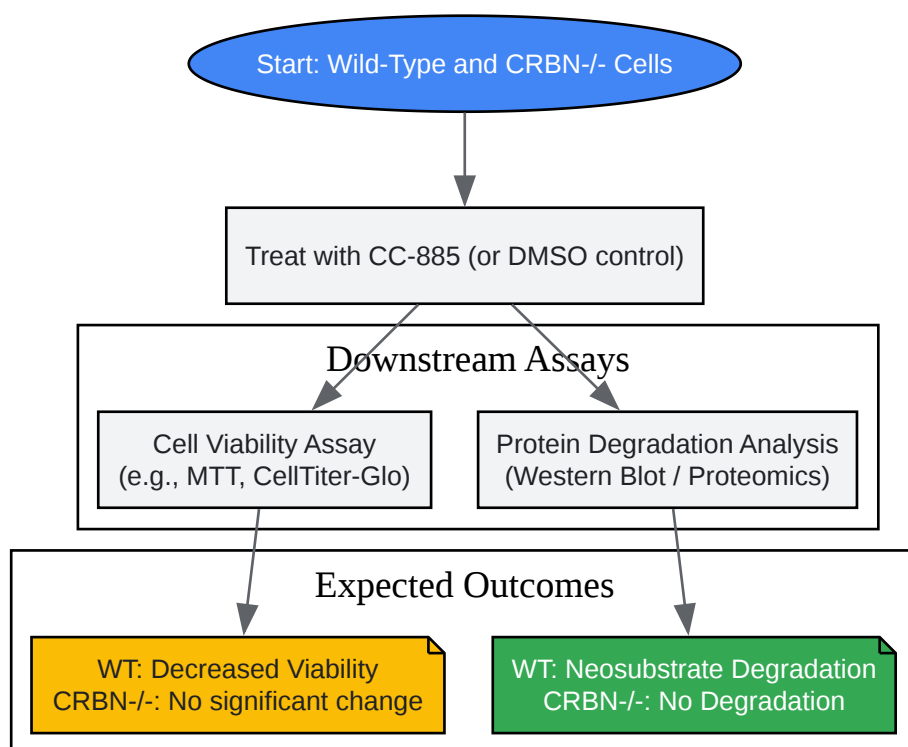 Start: Wild-Type and CRBN-/- Cells
Treat with CC-885 (or DMSO control)
Downstream Assays
Cell Viability Assay
(e.g., MTT, CellTiter-Glo)
Protein Degradation Analysis
(Western Blot / Proteomics)
Expected Outcomes
WT: Decreased Viability
CRBN-/-: No significant change
WT: Neosubstrate Degradation
CRBN-/-: No Degradation